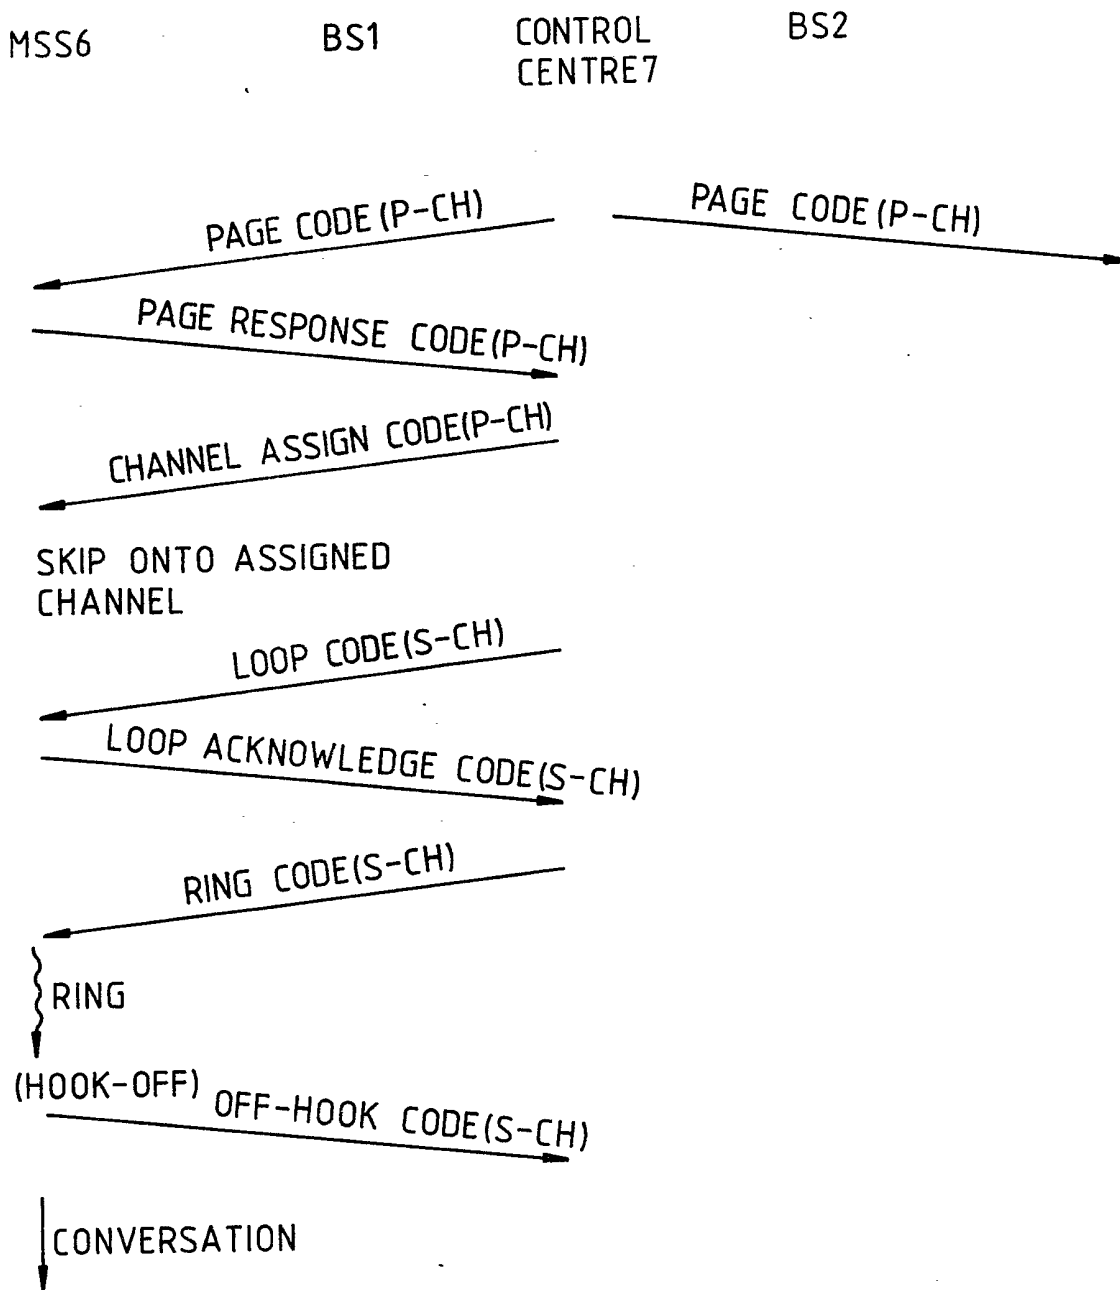 MSS6
BS1
CONTROL
CENTRE7
BS2
PAGE CODE(P-CH)
PAGE CODE(P-CH)
PAGE RESPONSE CODE(P-CH)
CHANNEL ASSIGN CODE(P-CH)
SKIP ONTO ASSIGNED
CHANNEL
LOOP CODE(S-CH)
LOOP ACKNOWLEDGE CODE(S-CH)
RING CODE(S-CH)
RING
(HOOK-OFF)
OFF-HOOK CODE(S-CH)
CONVERSATION